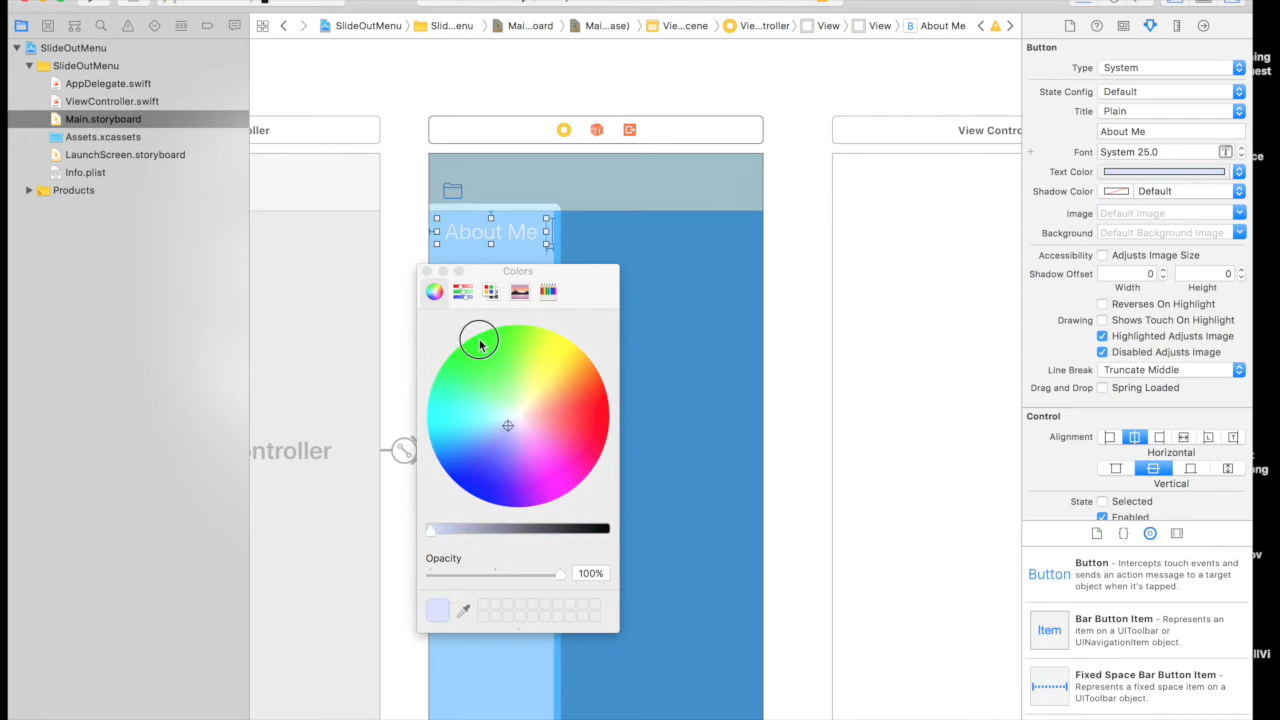 SlideOutMenu
Slid...enu
Mai...oard
Mai...ase)
Vie...cene
Vie...troller
View
View
B About Me
SlideOutMenu
SlideOutMenu
AppDelegate.swift
ViewController.swift
Main.storyboard
Assets.xcassets
LaunchScreen.storyboard
Info.plist
Products
ller
View Contro
ontroller
About Me
Colors
Opacity
100%
Button
Type System
State Config Default
Title Plain
About Me
Font System 25.0
Text Color
Shadow Color Default
Image Default Image
Background Default Background Image
Accessibility Adjusts Image Size
Shadow Offset 0 0
Width Height
Reverses On Highlight
Drawing Shows Touch On Highlight
Highlighted Adjusts Image
Disabled Adjusts Image
Line Break Truncate Middle
Drag and Drop Spring Loaded
Control
Alignment
Horizontal
Vertical
State Selected
Enabled
Button
Button - Intercepts touch events and
sends an action message to a target
object when it's tapped.
Item
Bar Button Item - Represents an
item on a UIToolbar or
UINavigationItem object.
Fixed Space Bar Button Item -
Represents a fixed space item on a
UIToolbar object.